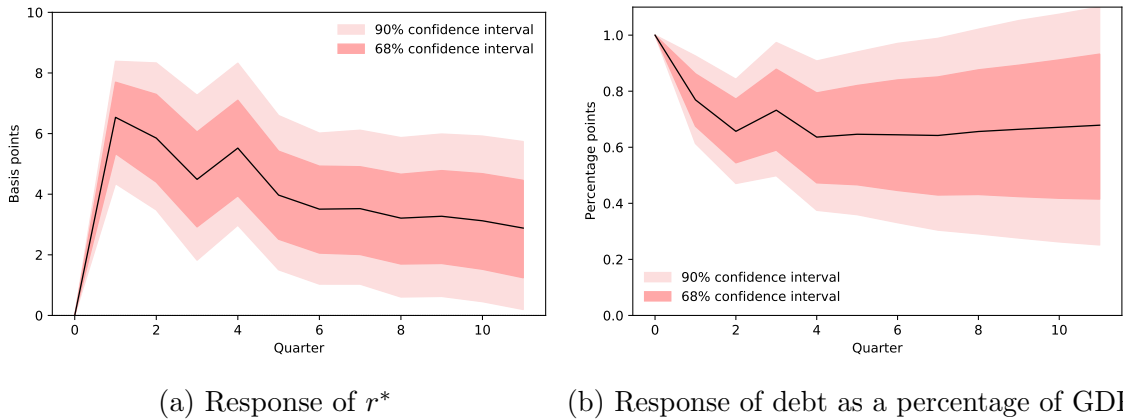 10
8
6
4
2
0
Basis points
90% confidence interval
68% confidence interval
0 2 4 6 8 10
Quarter
(a) Response of r*
1.0
0.8
0.6
0.4
0.2
0.0
Percentage points
90% confidence interval
68% confidence interval
0 2 4 6 8 10
Quarter
(b) Response of debt as a percentage of GD